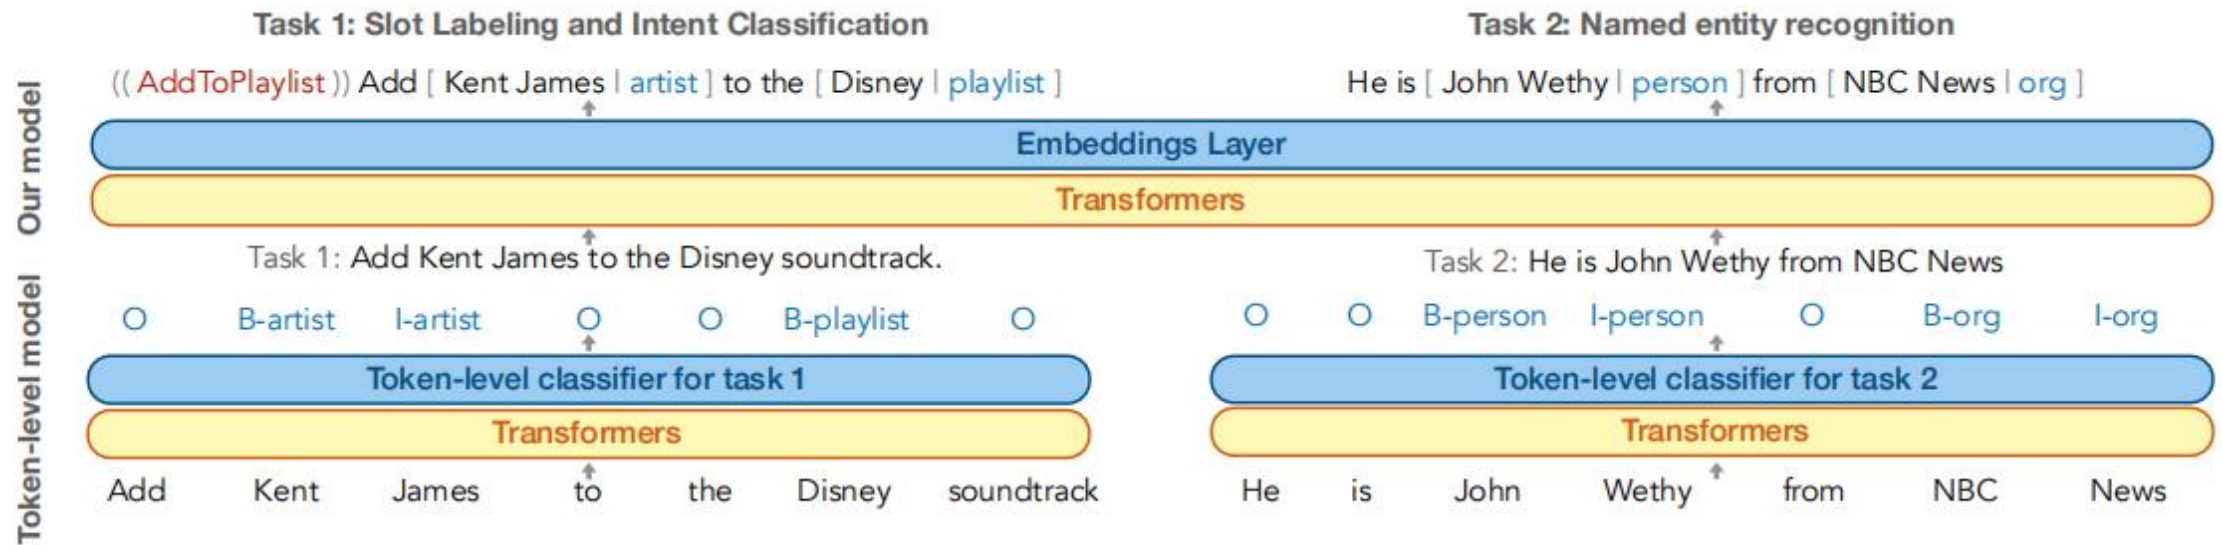 Task 1: Slot Labeling and Intent Classification
Task 2: Named entity recognition
Our model
(( AddToPlaylist )) Add [ Kent James | artist ] to the [ Disney | playlist ]
He is [ John Wethy | person ] from [ NBC News | org ]
Embeddings Layer
Transformers
Task 1: Add Kent James to the Disney soundtrack.
Task 2: He is John Wethy from NBC News
Token-level model
O B-artist I-artist O O B-playlist O
O O B-person I-person O B-org I-org
Token-level classifier for task 1
Token-level classifier for task 2
Transformers
Transformers
Add Kent James to the Disney soundtrack
He is John Wethy from NBC News